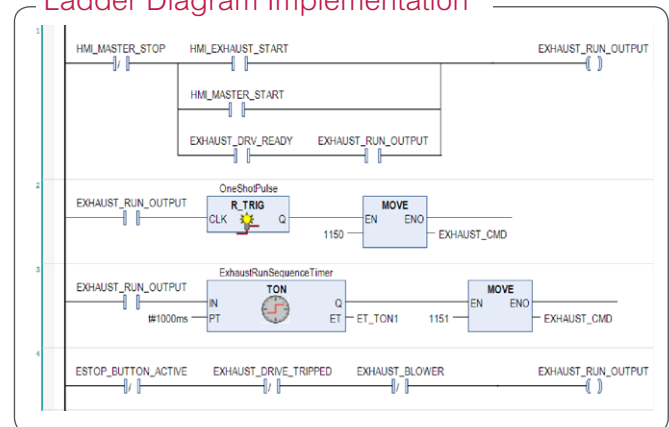 Ladder Diagram Implementation
1
HMI_MASTER_STOP HMI_EXHAUST_START EXHAUST_RUN_OUTPUT
HMI_MASTER_START
EXHAUST_DRV_READY EXHAUST_RUN_OUTPUT
2
OneShotPulse
EXHAUST_RUN_OUTPUT R_TRIG MOVE
CLK Q EN ENO
1150 EXHAUST_CMD
3
ExhaustRunSequenceTimer
EXHAUST_RUN_OUTPUT TON MOVE
IN Q EN ENO
t#1000ms PT ET ET_TON1 1151 EXHAUST_CMD
4
ESTOP_BUTTON_ACTIVE EXHAUST_DRIVE_TRIPPED EXHAUST_BLOWER EXHAUST_RUN_OUTPUT